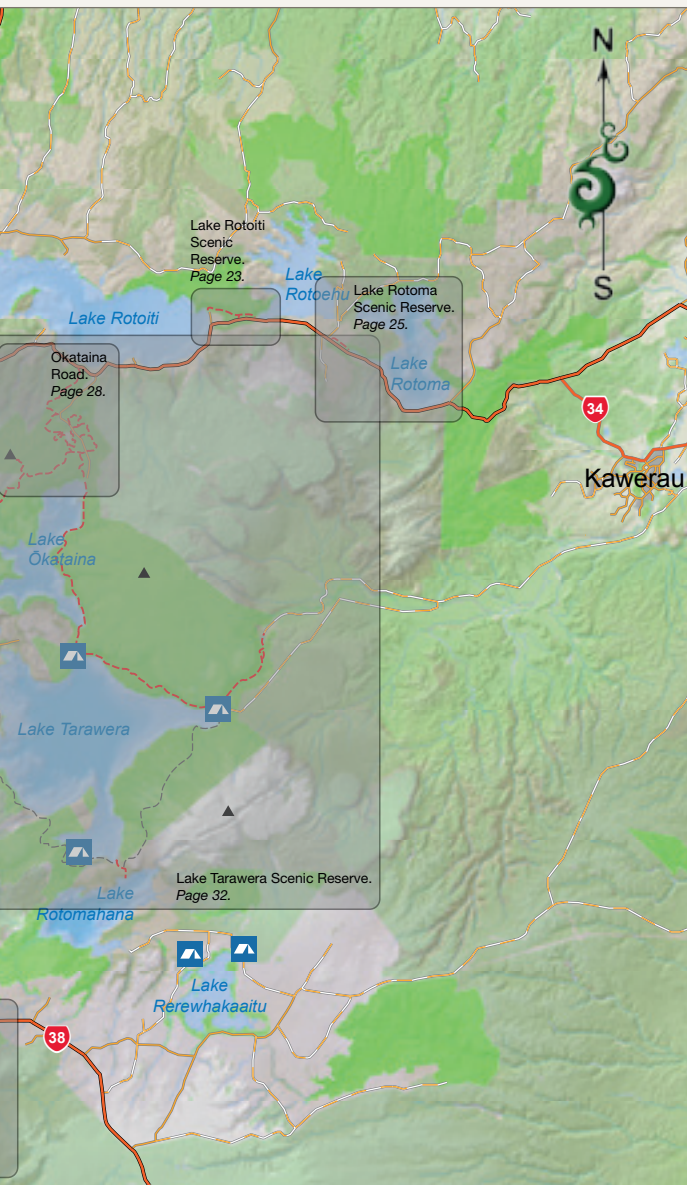 N
Lake Rotoiti
Scenic
Reserve.
Page 23.
Lake
Rotoehu
Lake Rotoma
Scenic Reserve.
Page 25.
S
Lake Rotoiti
Okataina
Road.
Page 28.
Lake
Rotoma
34
Kawerau
Lake
Ōkataina
Lake Tarawera
Lake Tarawera Scenic Reserve.
Page 32.
Lake
Rotomahana
Lake
Rerewhakaaitu
38